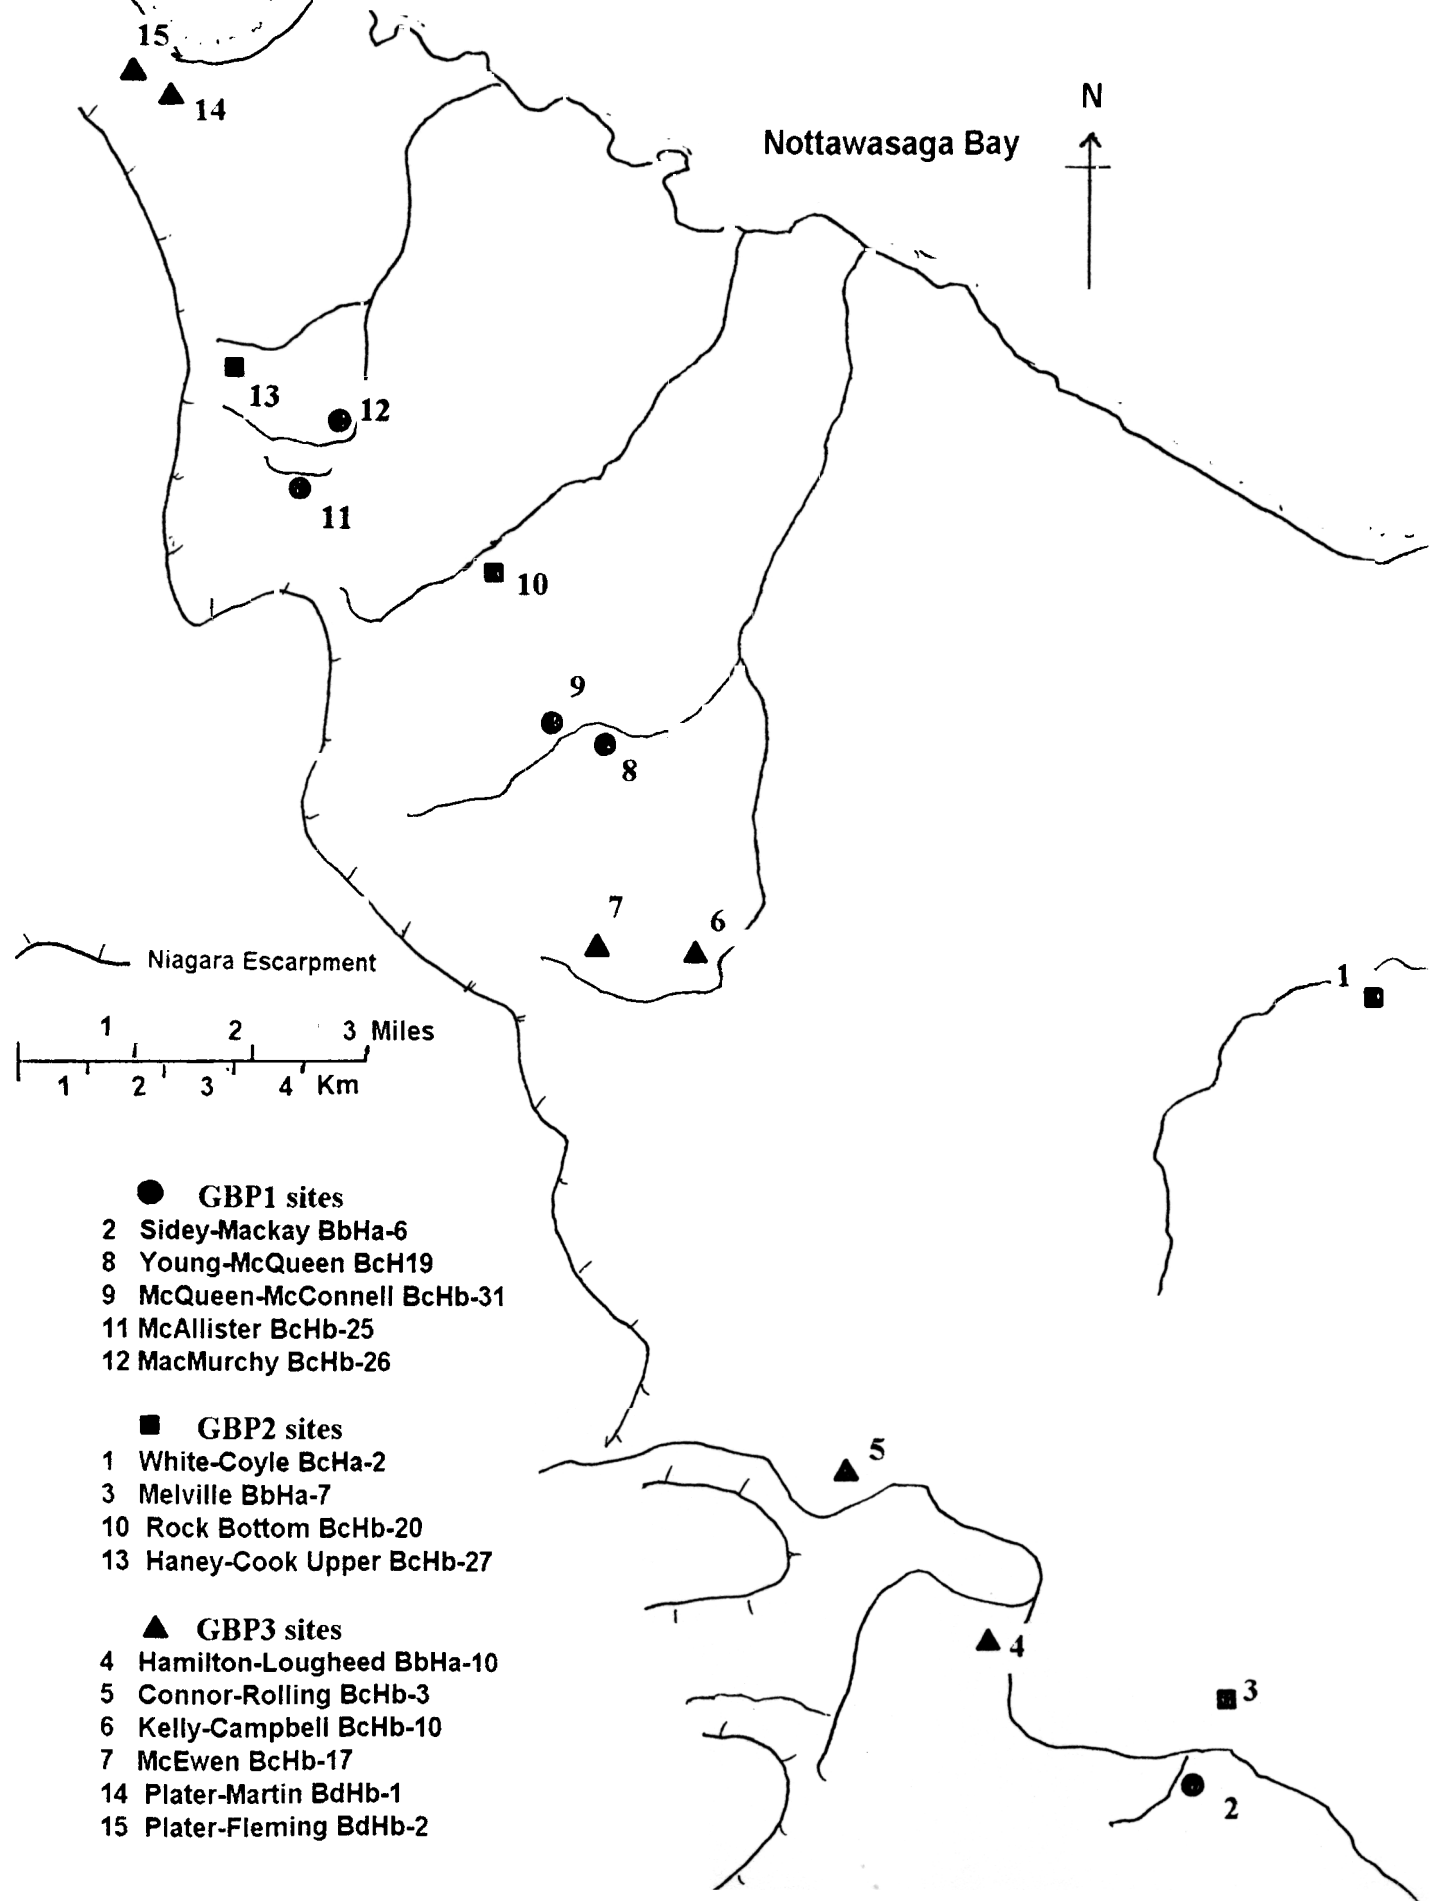 15
14
N
Nottawasaga Bay
13
12
11
10
9
8
7
6
1
Niagara Escarpment
1 2 3 Miles
1 2 3 4 Km
GBP1 sites
2 Sidey-Mackay BbHa-6
8 Young-McQueen BcH19
9 McQueen-McConnell BcHb-31
11 McAllister BcHb-25
12 MacMurchy BcHb-26
GBP2 sites
1 White-Coyle BcHa-2
3 Melville BbHa-7
10 Rock Bottom BcHb-20
13 Haney-Cook Upper BcHb-27
GBP3 sites
4 Hamilton-Lougheed BbHa-10
5 Connor-Rolling BcHb-3
6 Kelly-Campbell BcHb-10
7 McEwen BcHb-17
14 Plater-Martin BdHb-1
15 Plater-Fleming BdHb-2
5
4
3
2